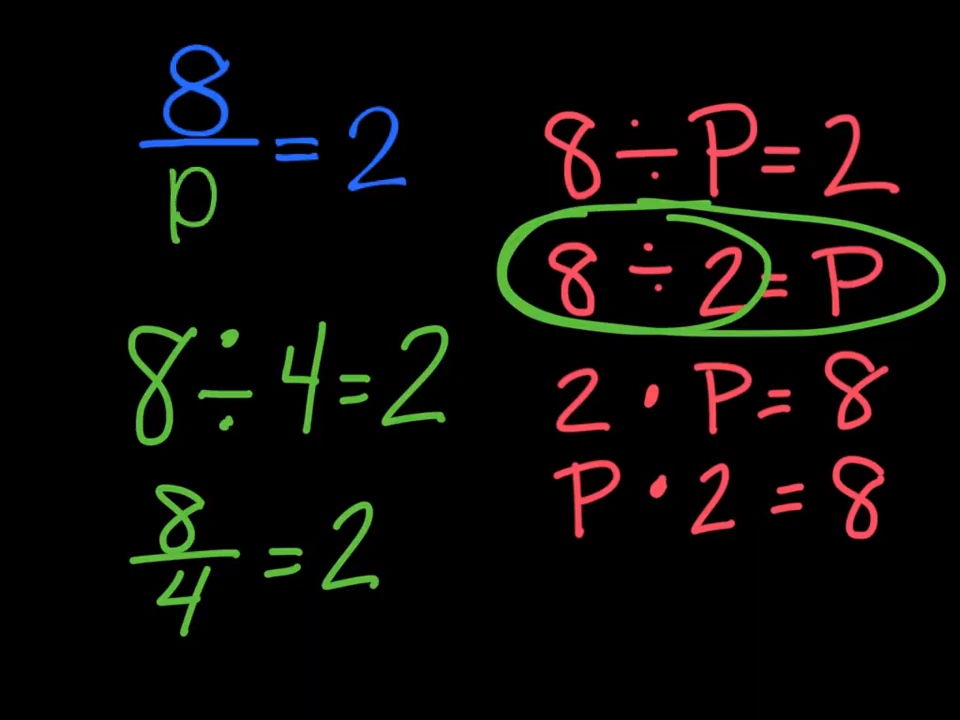 8/p = 2
8 ÷ 4 = 2
8/4 = 2
8 ÷ P = 2
8 ÷ 2 = P
2 · P = 8
P · 2 = 8